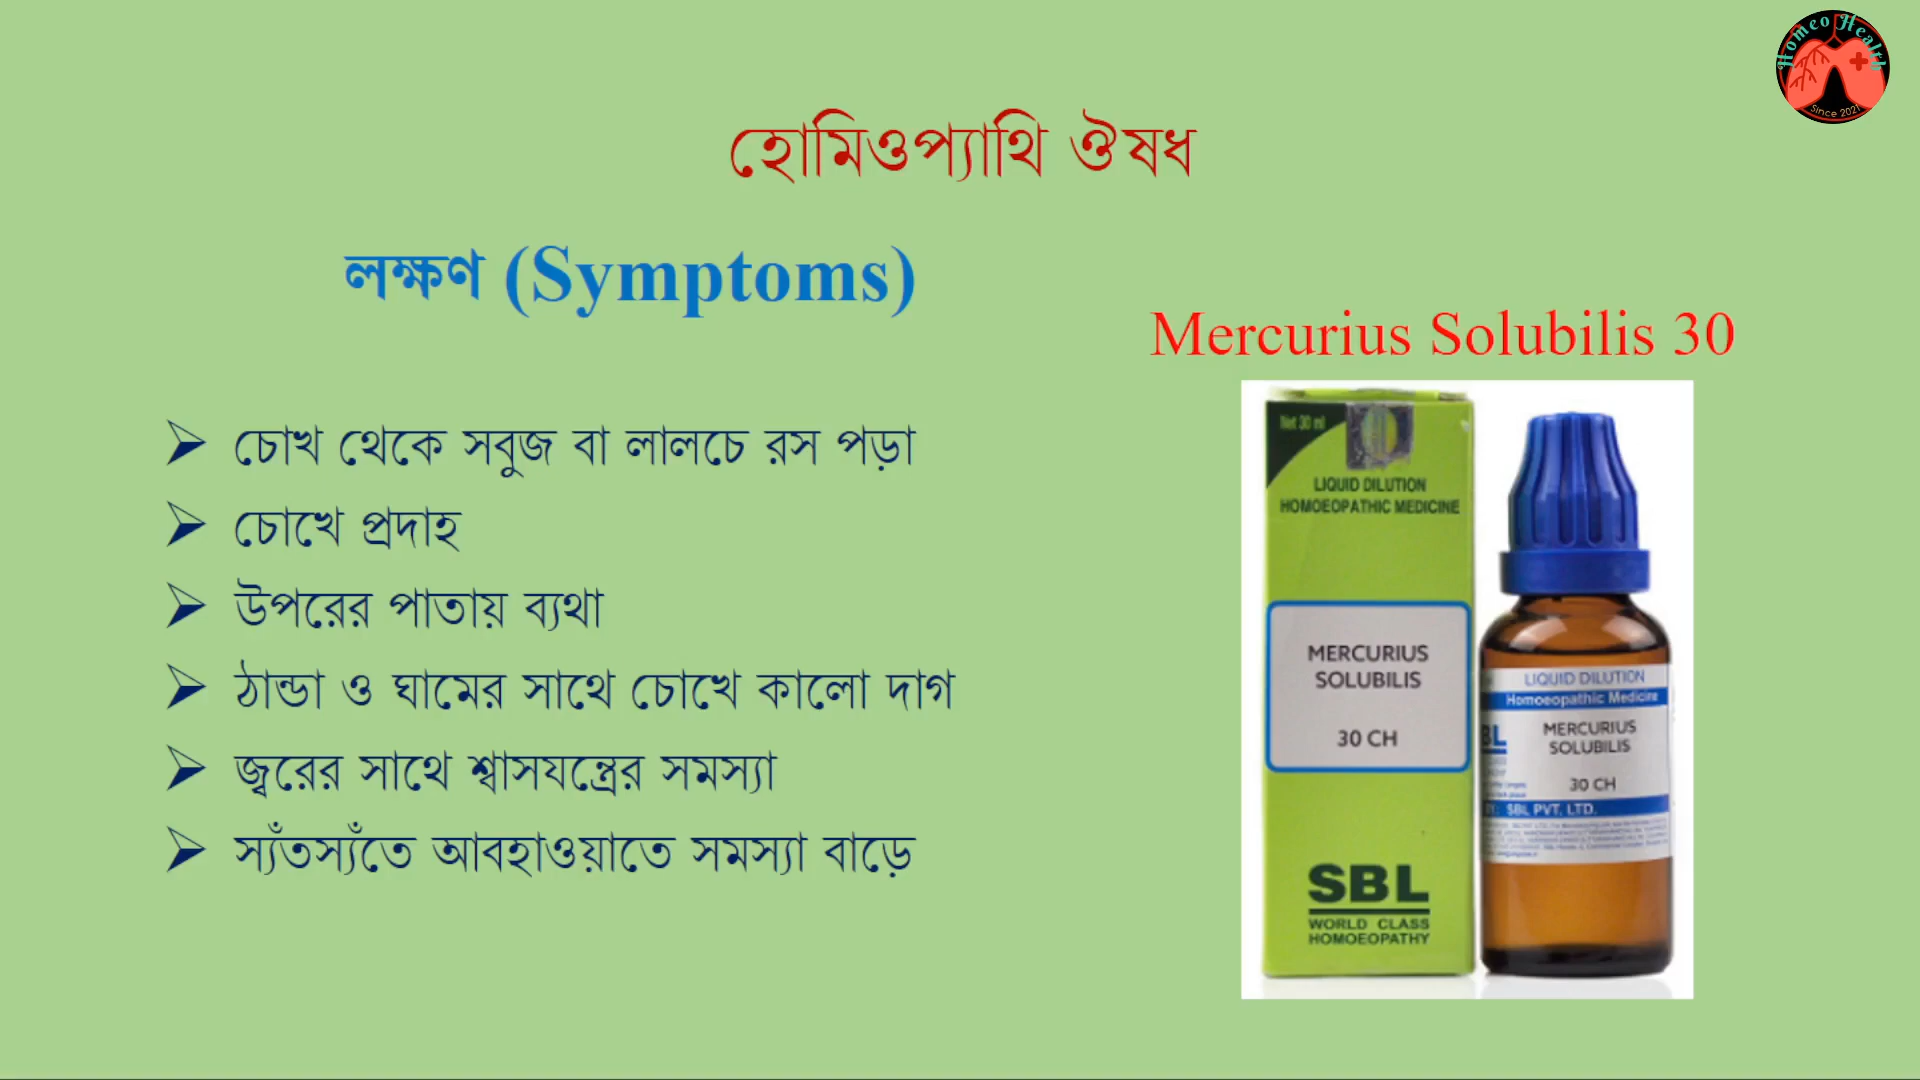 Homeo Health
Since 2021
হোমিওপ্যাথি ঔষধ
লক্ষণ (Symptoms)
Mercurius Solubilis 30
চোখ থেকে সবুজ বা লালচে রস পড়া
চোখে প্রদাহ
উপরের পাতায় ব্যথা
ঠান্ডা ও ঘামের সাথে চোখে কালো দাগ
জ্বরের সাথে শ্বাসযন্ত্রের সমস্যা
স্যঁতস্যঁতে আবহাওয়াতে সমস্যা বাড়ে
Net 30 ml
LIQUID DILUTION
HOMOEOPATHIC MEDICINE
MERCURIUS
SOLUBILIS
30 CH
SBL
WORLD CLASS
HOMOEOPATHY
LIQUID DILUTION
Homoeopathic Medicine
BL
MERCURIUS
SOLUBILIS
30 CH
SBL PVT. LTD.